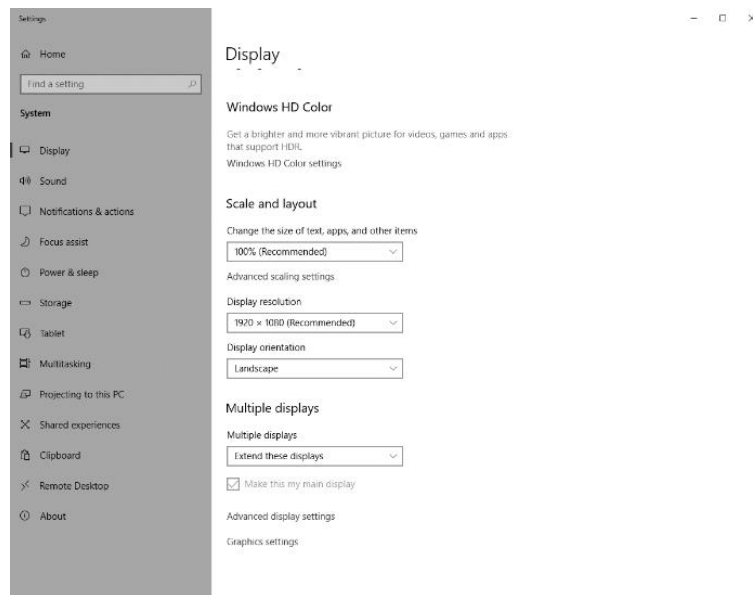 Settings
Home
Find a setting
System
Display
Sound
Notifications & actions
Focus assist
Power & sleep
Storage
Tablet
Multitasking
Projecting to this PC
Shared experiences
Clipboard
Remote Desktop
About
Display
Windows HD Color
Get a brighter and more vibrant picture for videos, games and apps
that support HDR.
Windows HD Color settings
Scale and layout
Change the size of text, apps, and other items
100% (Recommended)
Advanced scaling settings
Display resolution
1920 × 1080 (Recommended)
Display orientation
Landscape
Multiple displays
Multiple displays
Extend these displays
Make this my main display
Advanced display settings
Graphics settings